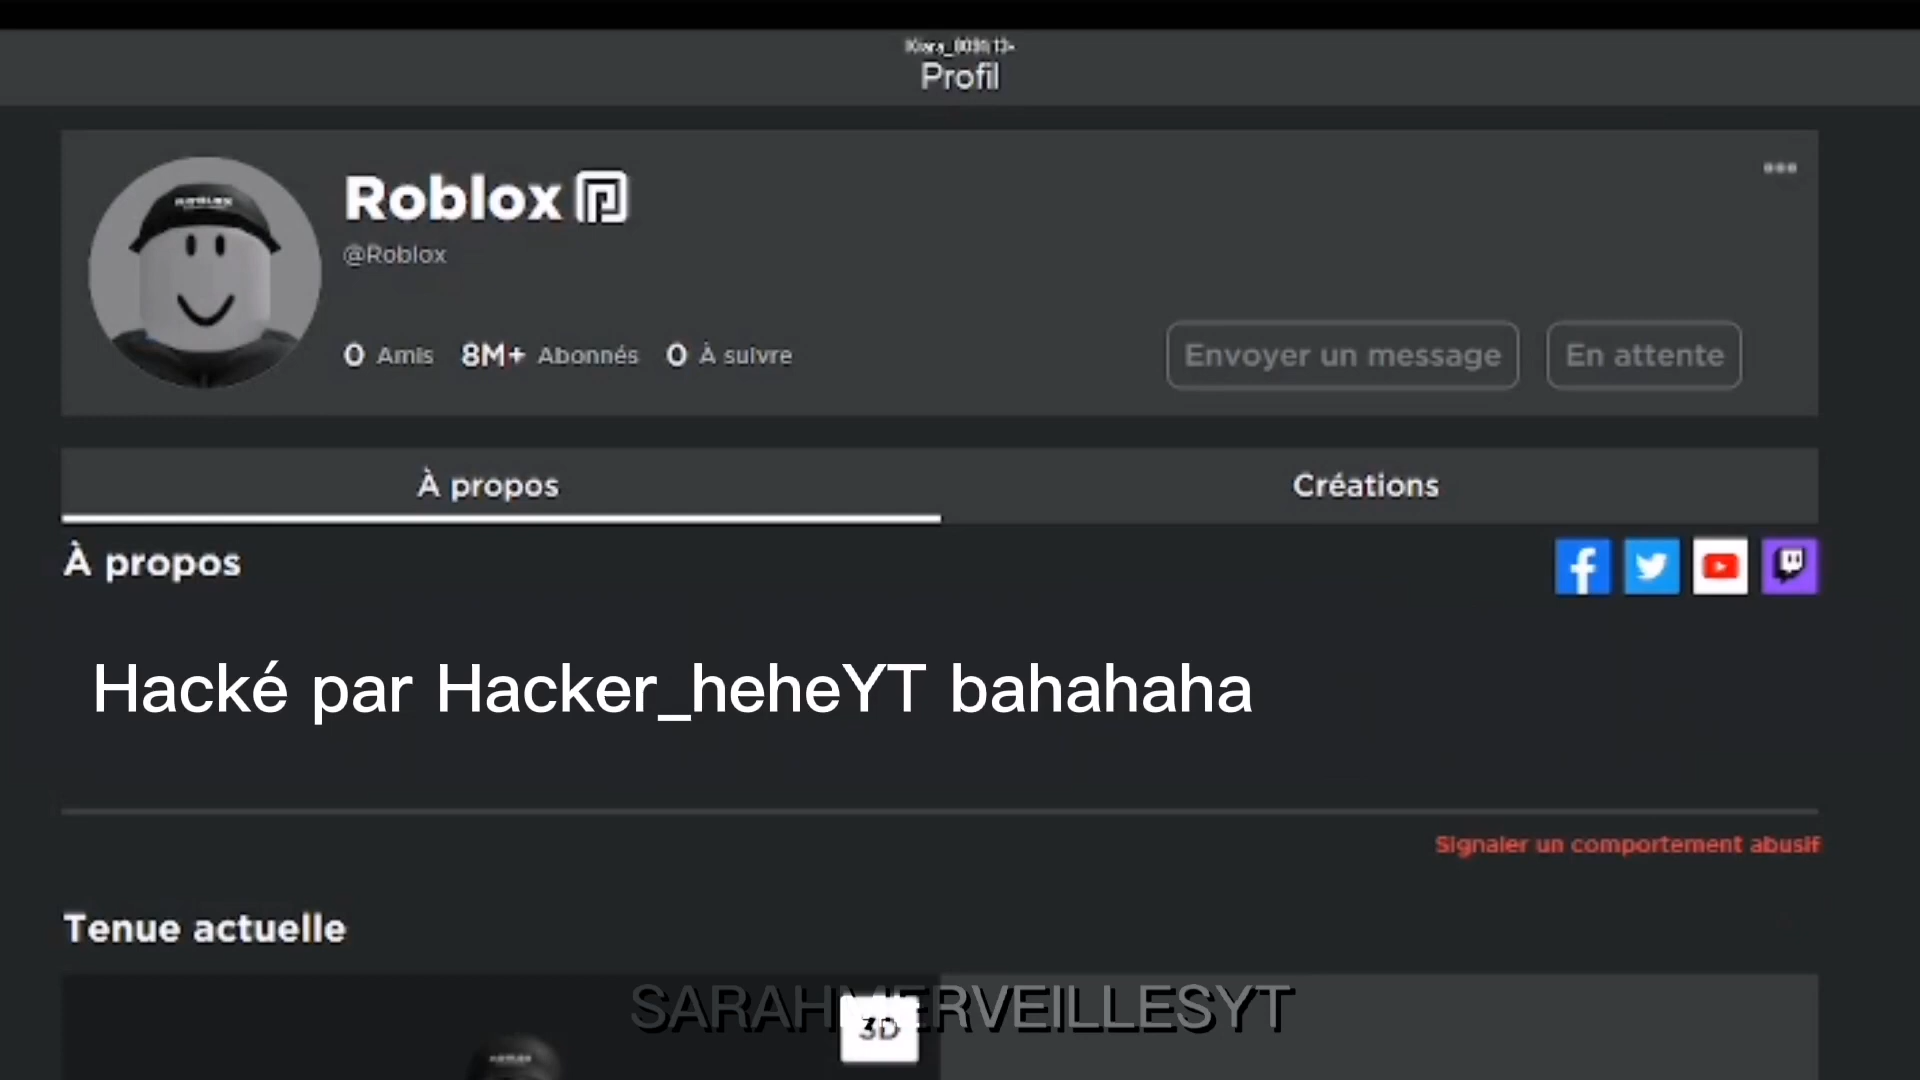 Profil
Roblox
@Roblox
0 Amis 8M+ Abonnés 0 À suivre
Envoyer un message
En attente
À propos
Créations
À propos
Hacké par Hacker_heheYT bahahaha
Signaler un comportement abusif
Tenue actuelle
SARAHMERVEILLESYT
3D